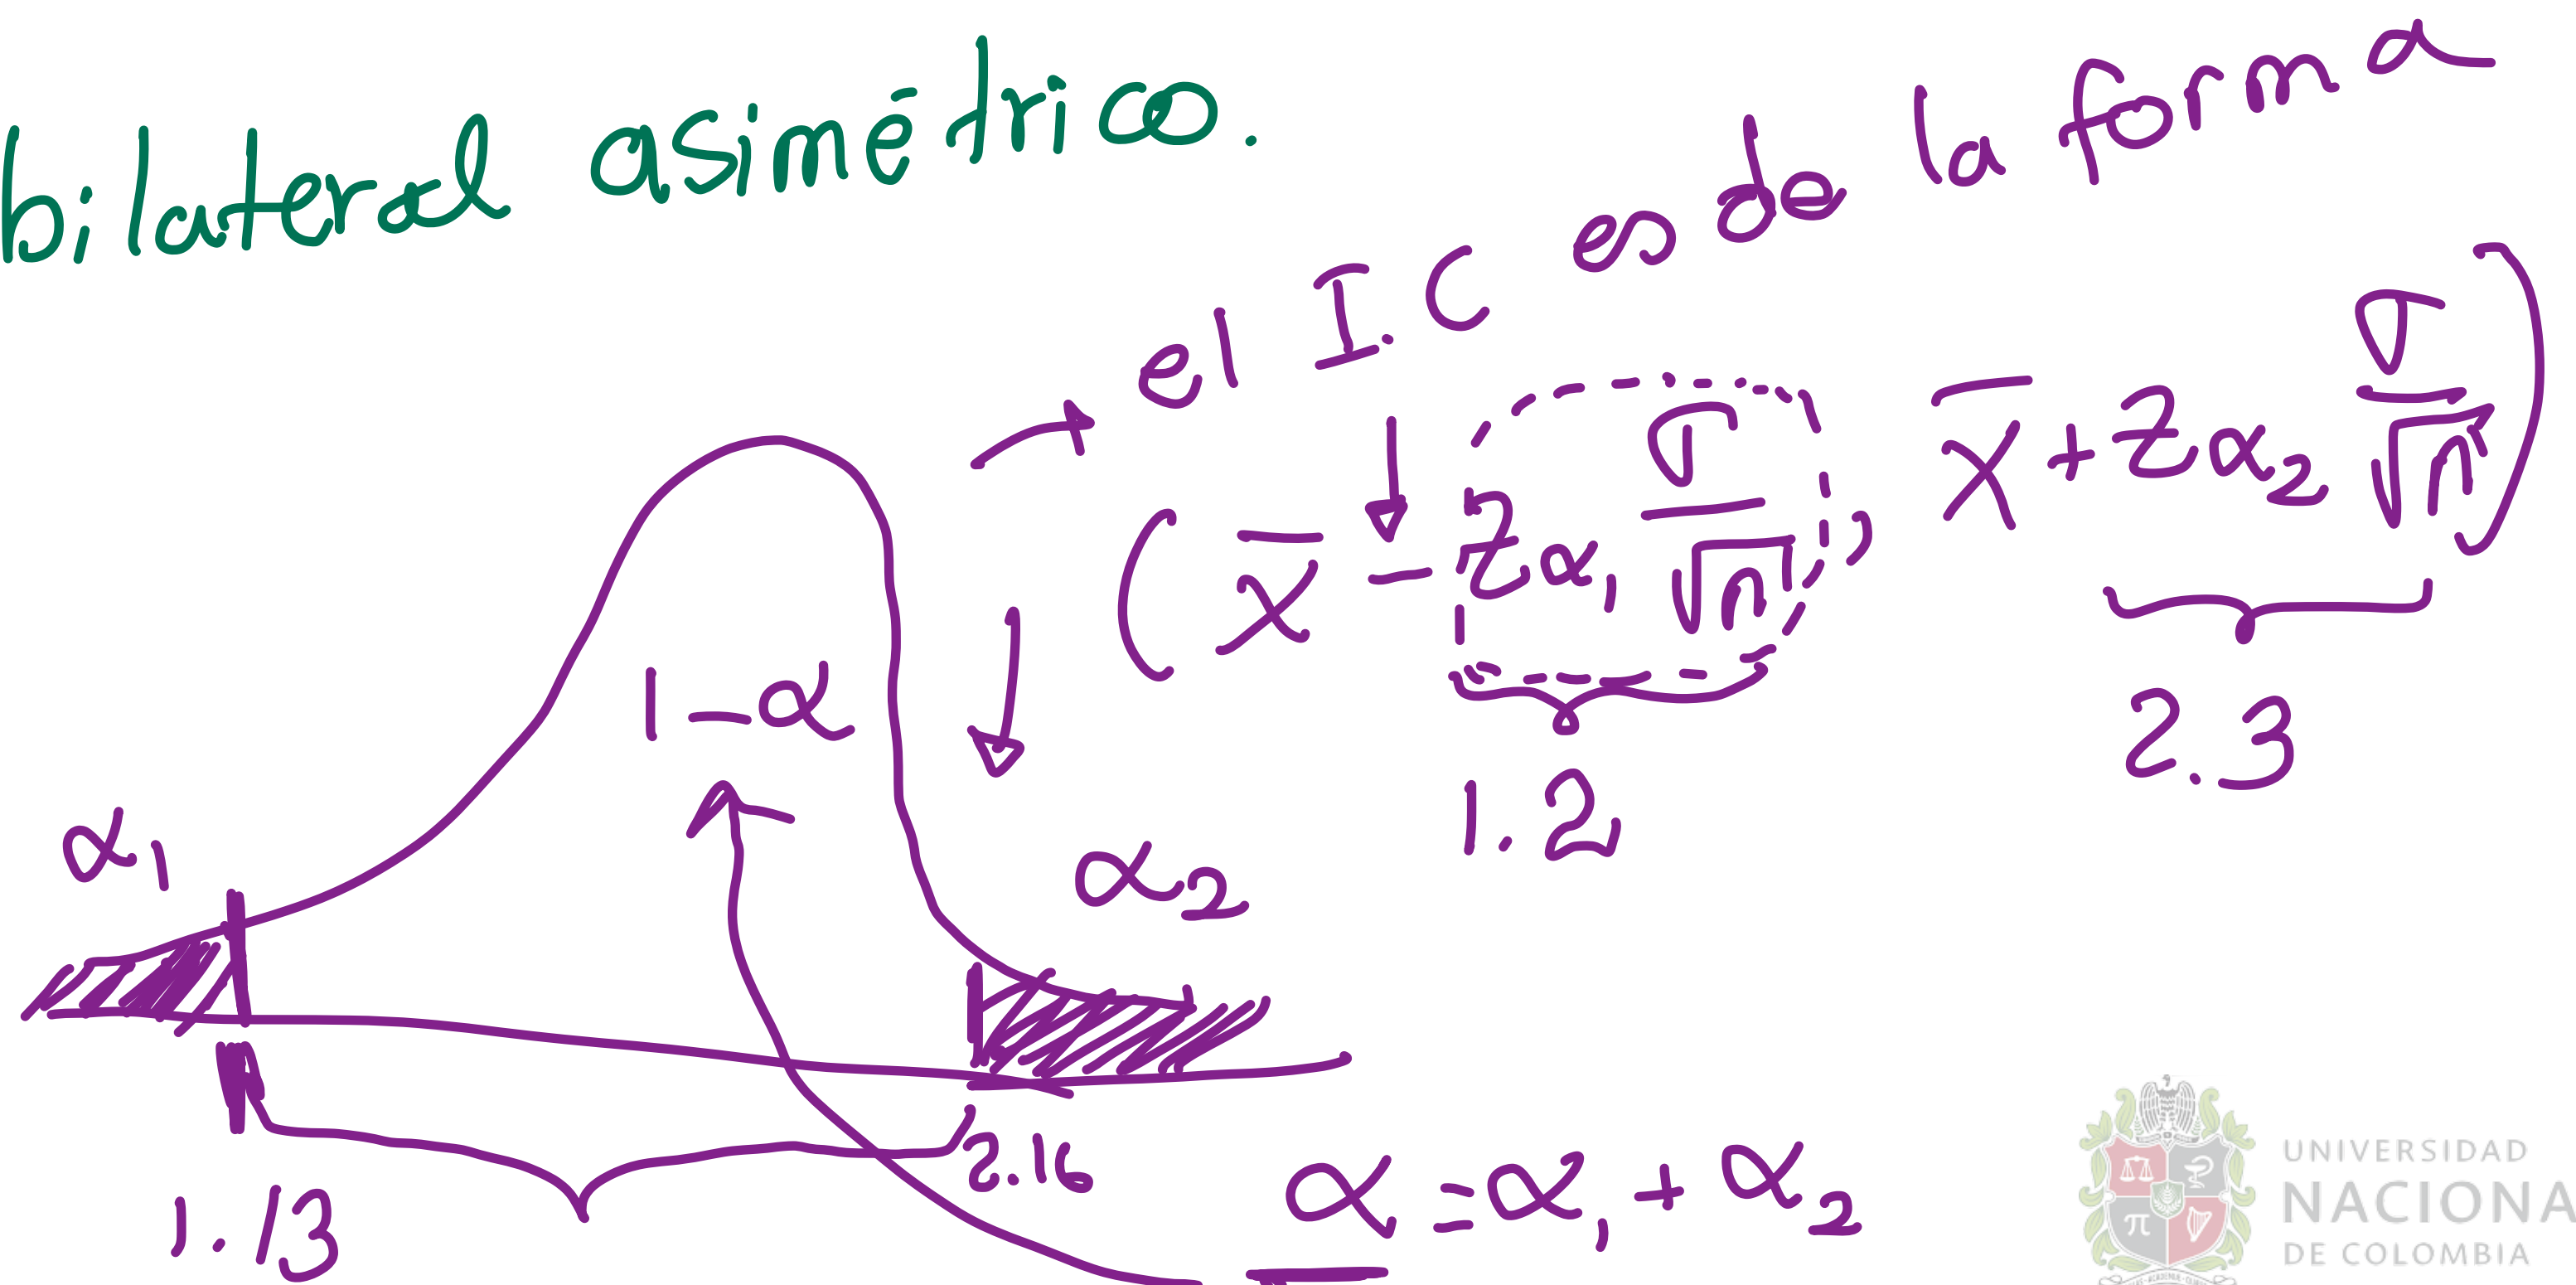 bilateral asimétrico.
→ el I.C es de la forma
(x̄ - zα₁ σ/√n, x̄ + zα₂ σ/√n)
1.2
2.3
1-α
α₁
α₂
1.13
2.16
α = α₁ + α₂
UNIVERSIDAD
NACIONA
DE COLOMBIA